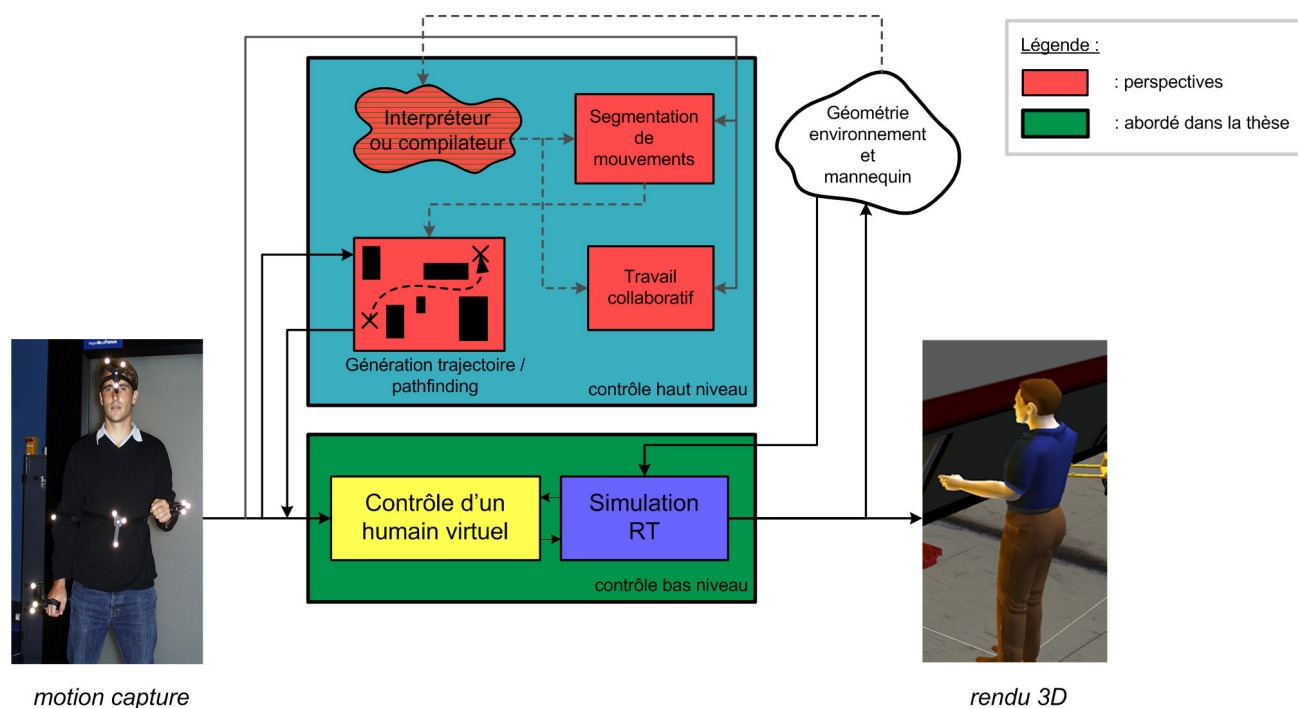 Légende :
: perspectives
: abordé dans la thèse
Interpréteur
ou compilateur
Segmentation
de
mouvements
Géométrie
environnement
et
mannequin
Travail
collaboratif
Génération trajectoire /
pathfinding
contrôle haut niveau
Contrôle d'un
humain virtuel
Simulation
RT
contrôle bas niveau
motion capture
rendu 3D